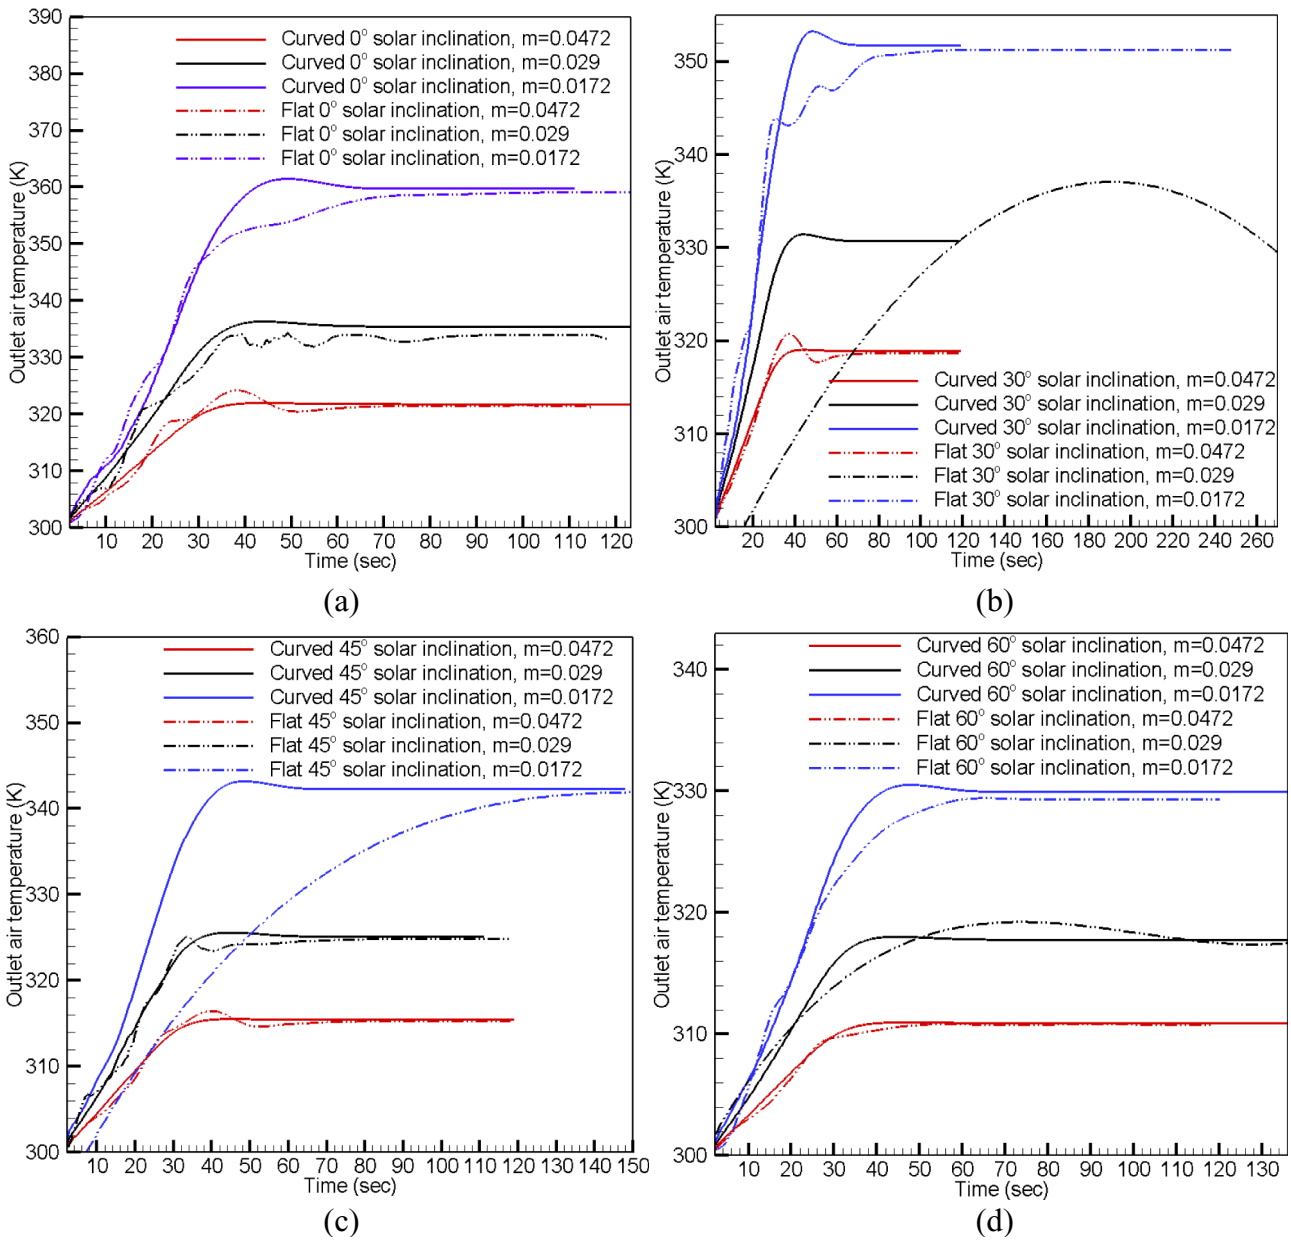 390
380
370
360
350
340
330
320
310
300
Outlet air temperature (K)
Curved 0° solar inclination, m=0.0472
Curved 0° solar inclination, m=0.029
Curved 0° solar inclination, m=0.0172
Flat 0° solar inclination, m=0.0472
Flat 0° solar inclination, m=0.029
Flat 0° solar inclination, m=0.0172
10 20 30 40 50 60 70 80 90 100 110 120
Time (sec)
(a)
350
340
330
320
310
300
Outlet air temperature (K)
Curved 30° solar inclination, m=0.0472
Curved 30° solar inclination, m=0.029
Curved 30° solar inclination, m=0.0172
Flat 30° solar inclination, m=0.0472
Flat 30° solar inclination, m=0.029
Flat 30° solar inclination, m=0.0172
20 40 60 80 100 120 140 160 180 200 220 240 260
Time (sec)
(b)
360
350
340
330
320
310
300
Outlet air temperature (K)
Curved 45° solar inclination, m=0.0472
Curved 45° solar inclination, m=0.029
Curved 45° solar inclination, m=0.0172
Flat 45° solar inclination, m=0.0472
Flat 45° solar inclination, m=0.029
Flat 45° solar inclination, m=0.0172
10 20 30 40 50 60 70 80 90 100 110 120 130 140 150
Time (sec)
(c)
340
330
320
310
300
Outlet air temperature (K)
Curved 60° solar inclination, m=0.0472
Curved 60° solar inclination, m=0.029
Curved 60° solar inclination, m=0.0172
Flat 60° solar inclination, m=0.0472
Flat 60° solar inclination, m=0.029
Flat 60° solar inclination, m=0.0172
10 20 30 40 50 60 70 80 90 100 110 120 130
Time (sec)
(d)